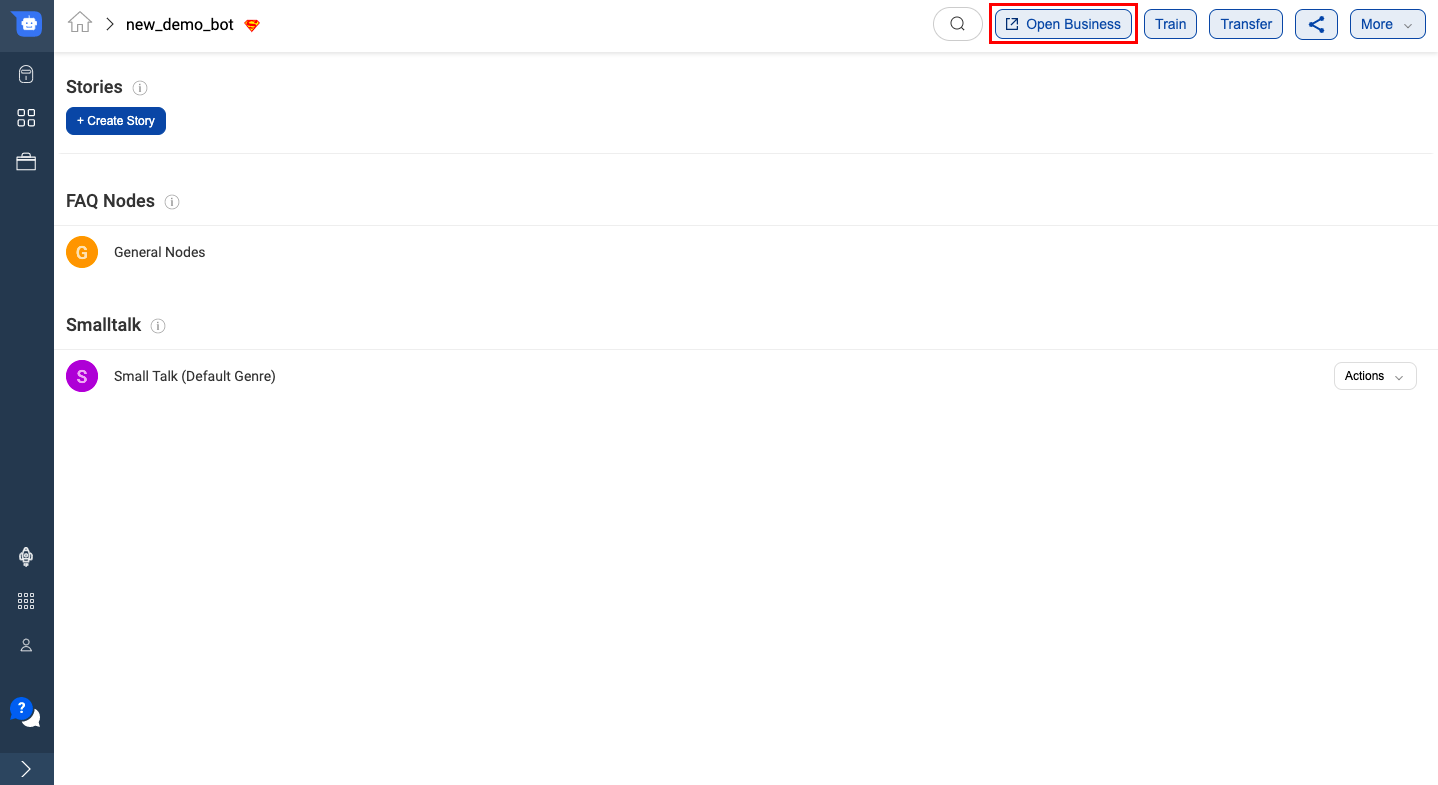 new_demo_bot
Open Business
Train
Transfer
More
Stories
+ Create Story
FAQ Nodes
G
General Nodes
Smalltalk
S
Small Talk (Default Genre)
Actions
?